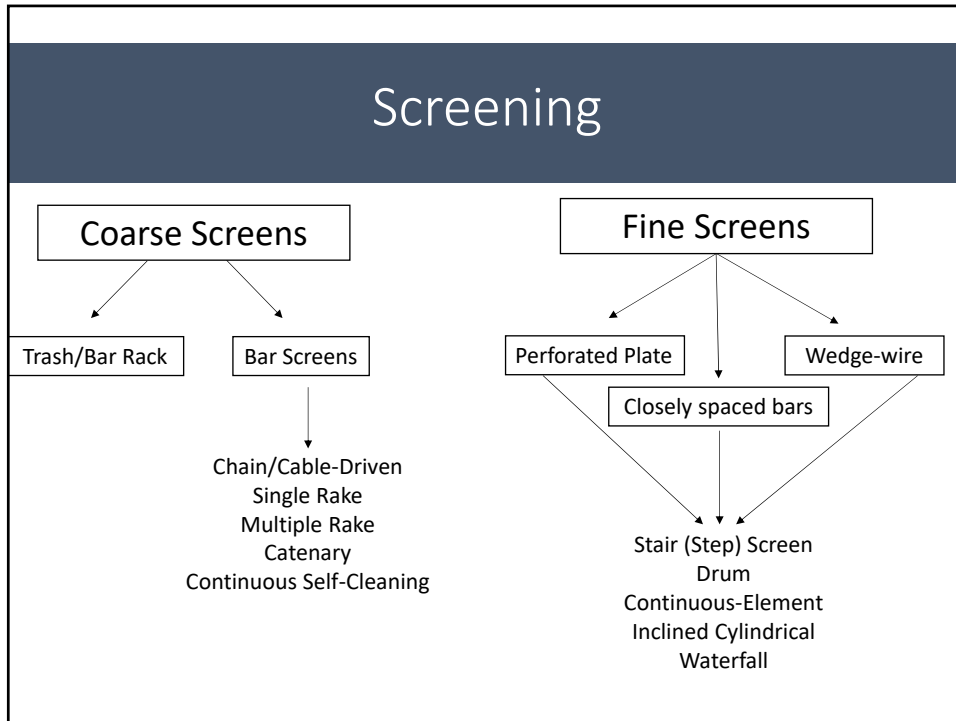 Screening
Coarse Screens
Trash/Bar Rack
Bar Screens
Chain/Cable-Driven
Single Rake
Multiple Rake
Catenary
Continuous Self-Cleaning
Fine Screens
Perforated Plate
Wedge-wire
Closely spaced bars
Stair (Step) Screen
Drum
Continuous-Element
Inclined Cylindrical
Waterfall